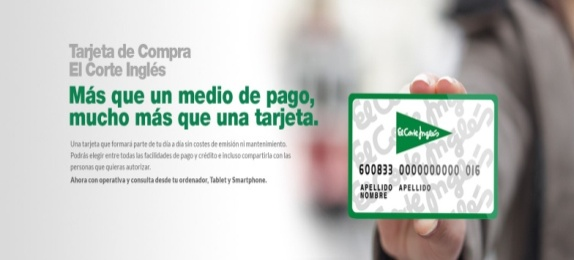 Tarjeta de Compra
El Corte Inglés
Más que un medio de pago,
mucho más que una tarjeta.
Una tarjeta que formará parte de tu día a día sin costes de emisión ni mantenimiento.
Podrás elegir entre todas las facilidades de pago y crédito e incluso compartirla con las
personas que quieras autorizar.
Ahora con operativa y consulta desde tu ordenador, Tablet y Smartphone.
El Corte Inglés
600833 0000000000 016
APELLIDO APELLIDO
NOMBRE